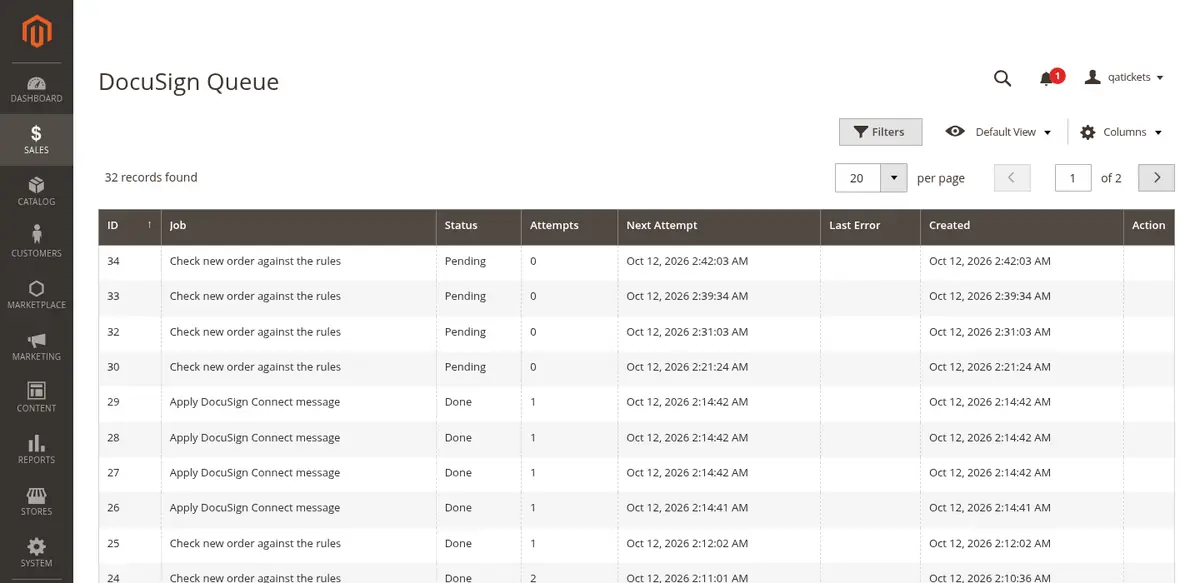 DocuSign Queue
1
qatickets
DASHBOARD
SALES
CATALOG
CUSTOMERS
MARKETPLACE
MARKETING
CONTENT
REPORTS
STORES
SYSTEM
Filters
Default View
Columns
32 records found
20 per page 1 of 2
ID ↑ Job Status Attempts Next Attempt Last Error Created Action
34 Check new order against the rules Pending 0 Oct 12, 2026 2:42:03 AM Oct 12, 2026 2:42:03 AM
33 Check new order against the rules Pending 0 Oct 12, 2026 2:39:34 AM Oct 12, 2026 2:39:34 AM
32 Check new order against the rules Pending 0 Oct 12, 2026 2:31:03 AM Oct 12, 2026 2:31:03 AM
30 Check new order against the rules Pending 0 Oct 12, 2026 2:21:24 AM Oct 12, 2026 2:21:24 AM
29 Apply DocuSign Connect message Done 1 Oct 12, 2026 2:14:42 AM Oct 12, 2026 2:14:42 AM
28 Apply DocuSign Connect message Done 1 Oct 12, 2026 2:14:42 AM Oct 12, 2026 2:14:42 AM
27 Apply DocuSign Connect message Done 1 Oct 12, 2026 2:14:42 AM Oct 12, 2026 2:14:42 AM
26 Apply DocuSign Connect message Done 1 Oct 12, 2026 2:14:41 AM Oct 12, 2026 2:14:41 AM
25 Check new order against the rules Done 1 Oct 12, 2026 2:12:02 AM Oct 12, 2026 2:12:02 AM
24 Check new order against the rules Done 2 Oct 12, 2026 2:11:01 AM Oct 12, 2026 2:10:36 AM